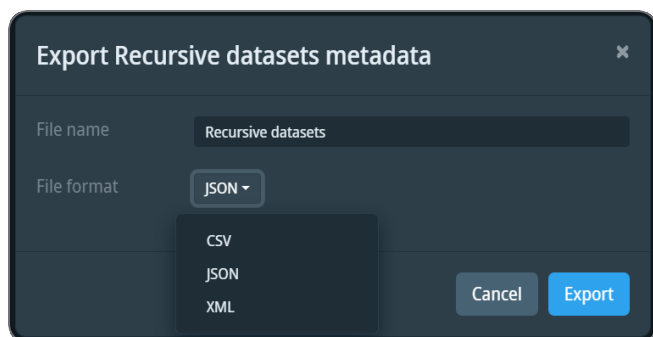 Export Recursive datasets metadata ×
File name Recursive datasets
File format JSON
CSV
JSON
XML
Cancel Export